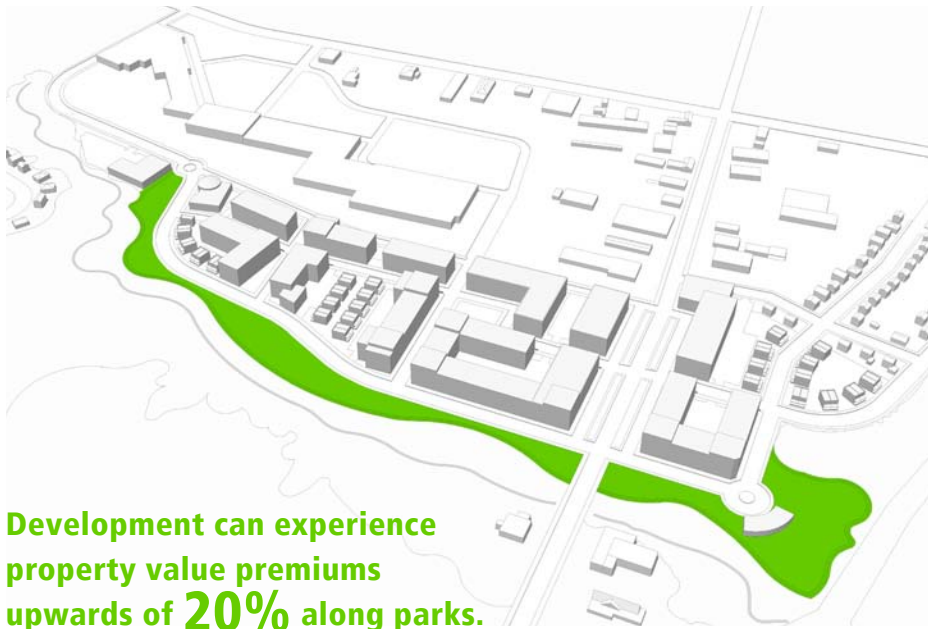 Development can experience
property value premiums
upwards of 20% along parks.